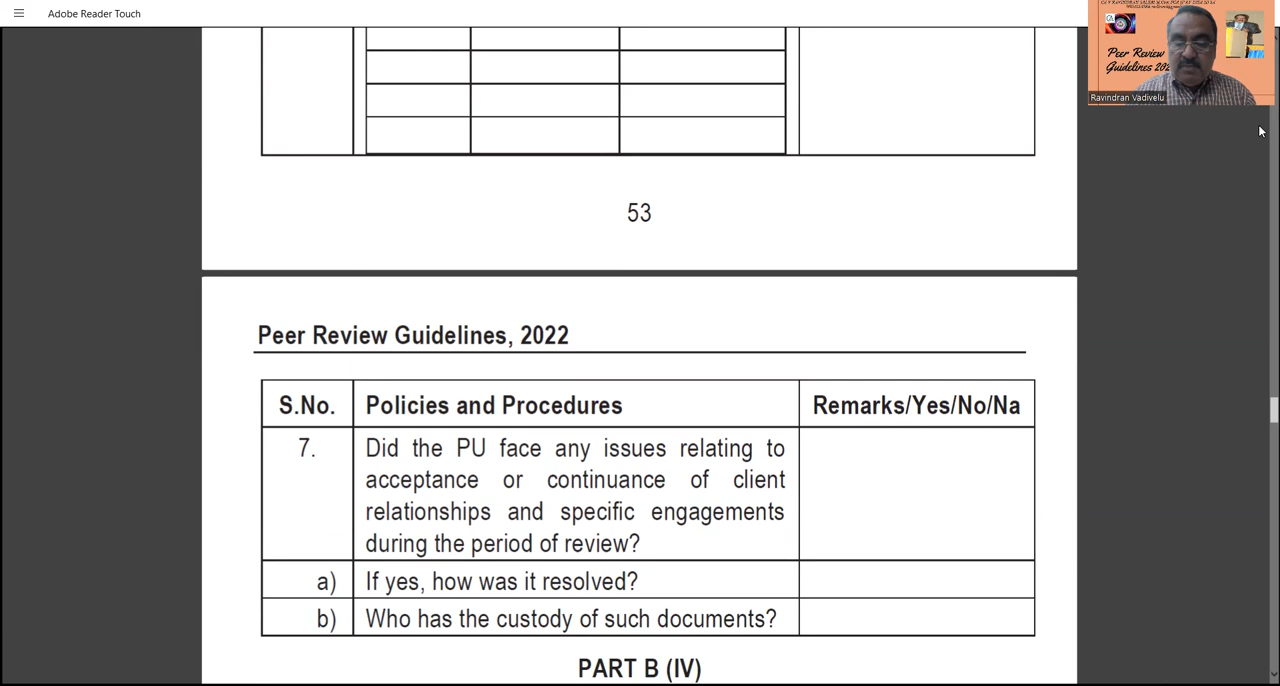 Adobe Reader Touch
Peer Review
Guidelines 202
Ravindran Vadivelu
53
Peer Review Guidelines, 2022
S.No. Policies and Procedures Remarks/Yes/No/Na
7. Did the PU face any issues relating to
acceptance or continuance of client
relationships and specific engagements
during the period of review?
a) If yes, how was it resolved?
b) Who has the custody of such documents?
PART B (IV)